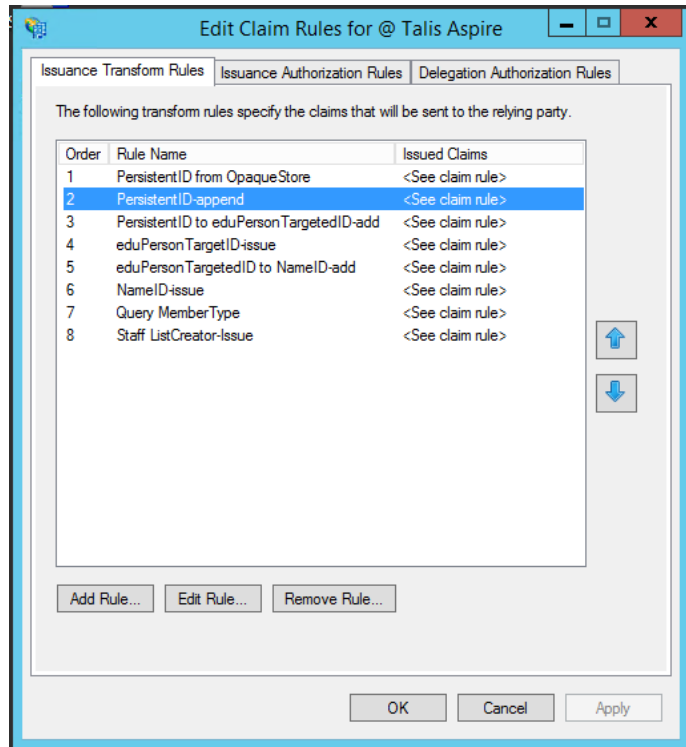 Edit Claim Rules for @ Talis Aspire
Issuance Transform Rules Issuance Authorization Rules Delegation Authorization Rules
The following transform rules specify the claims that will be sent to the relying party.
Order Rule Name Issued Claims
1 PersistentID from OpaqueStore <See claim rule>
2 PersistentID-append <See claim rule>
3 PersistentID to eduPersonTargetedID-add <See claim rule>
4 eduPersonTargetID-issue <See claim rule>
5 eduPersonTargetedID to NameID-add <See claim rule>
6 NameID-issue <See claim rule>
7 Query MemberType <See claim rule>
8 Staff ListCreator-Issue <See claim rule>
Add Rule... Edit Rule... Remove Rule...
OK Cancel Apply